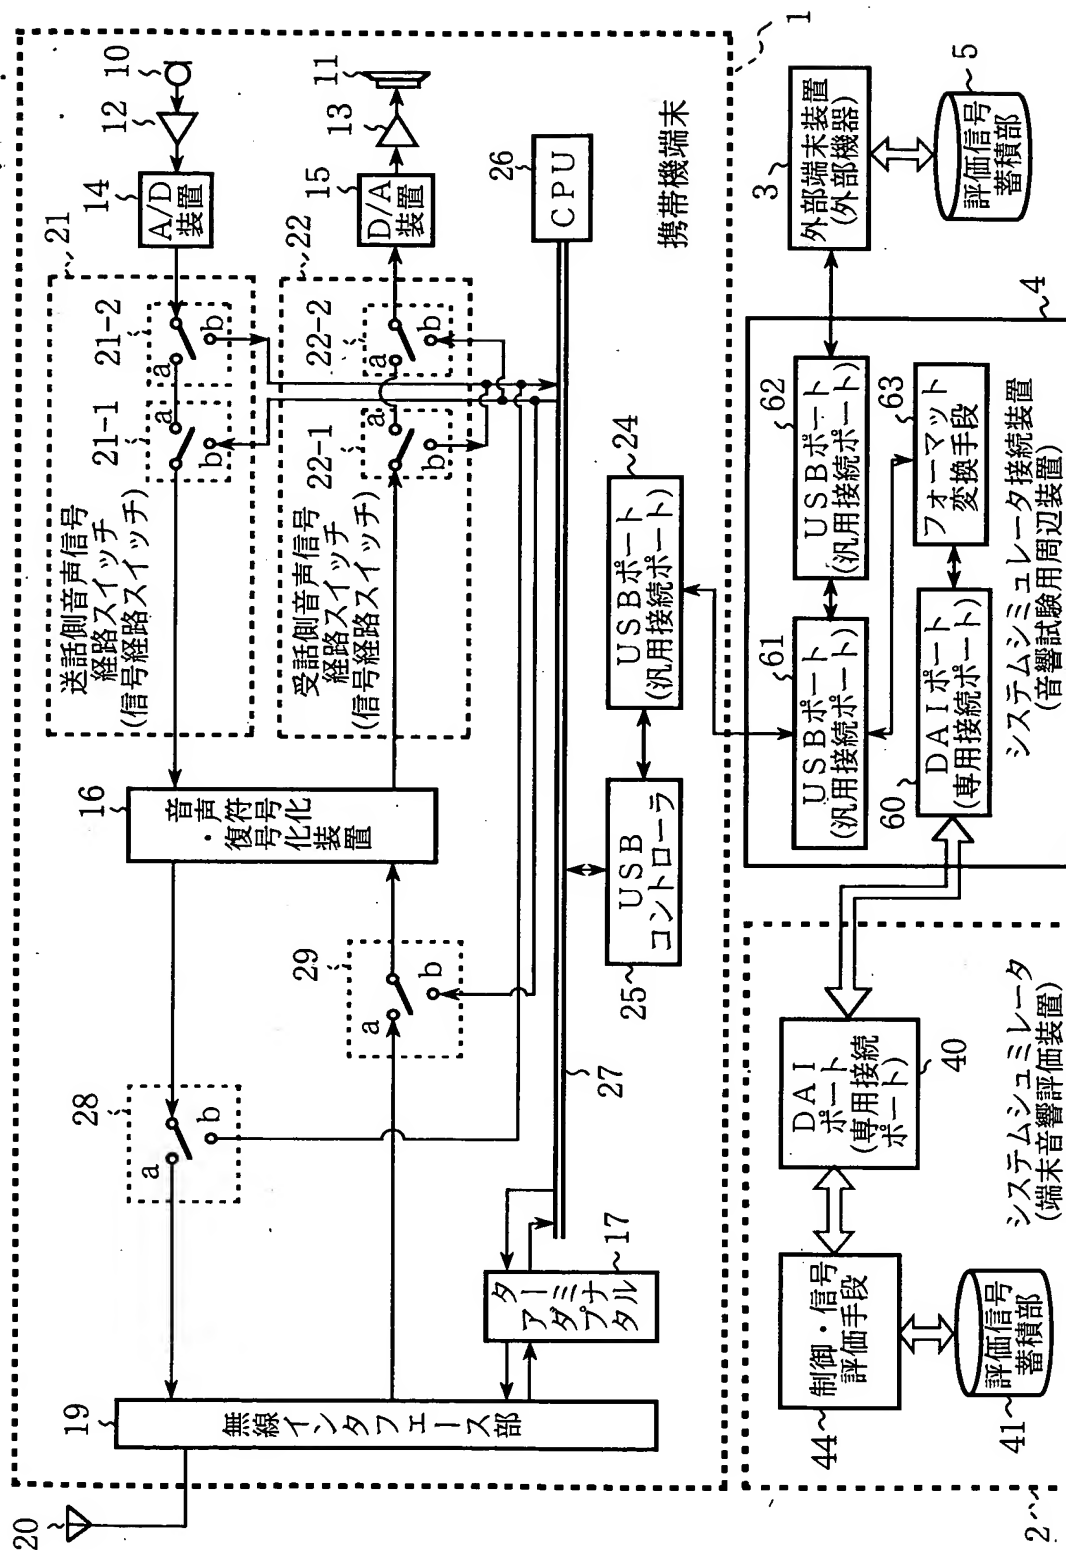 1
携帯機端末
10
12
14
A/D
装置
21
21-2
a
b
21-1
a
b
送話側音声信号
経路スイッチ
(信号経路スイッチ)
11
13
15
D/A
装置
22
22-2
a
b
22-1
b
受話側音声信号
経路スイッチ
(信号経路スイッチ)
16
音声符号化
・復号化
装置
28
a
b
29
a
b
19
無線インタフェース部
20
17
ターミナル
アダプタ
26
CPU
27
24
USBポート
(汎用接続ポート)
25
USB
コントローラ
3
外部端末装置
(外部機器)
5
評価信号
蓄積部
4
システムシミュレータ接続装置
(音響試験用周辺装置)
62
USBポート
(汎用接続ポート)
63
フォーマット
変換手段
61
USBポート
(汎用接続ポート)
60
DAIポート
(専用接続ポート)
2
システムシュミレータ
(端末音響評価装置)
40
DAI
ポート
(専用接続
ポート)
44
制御・信号
評価手段
41
評価信号
蓄積部